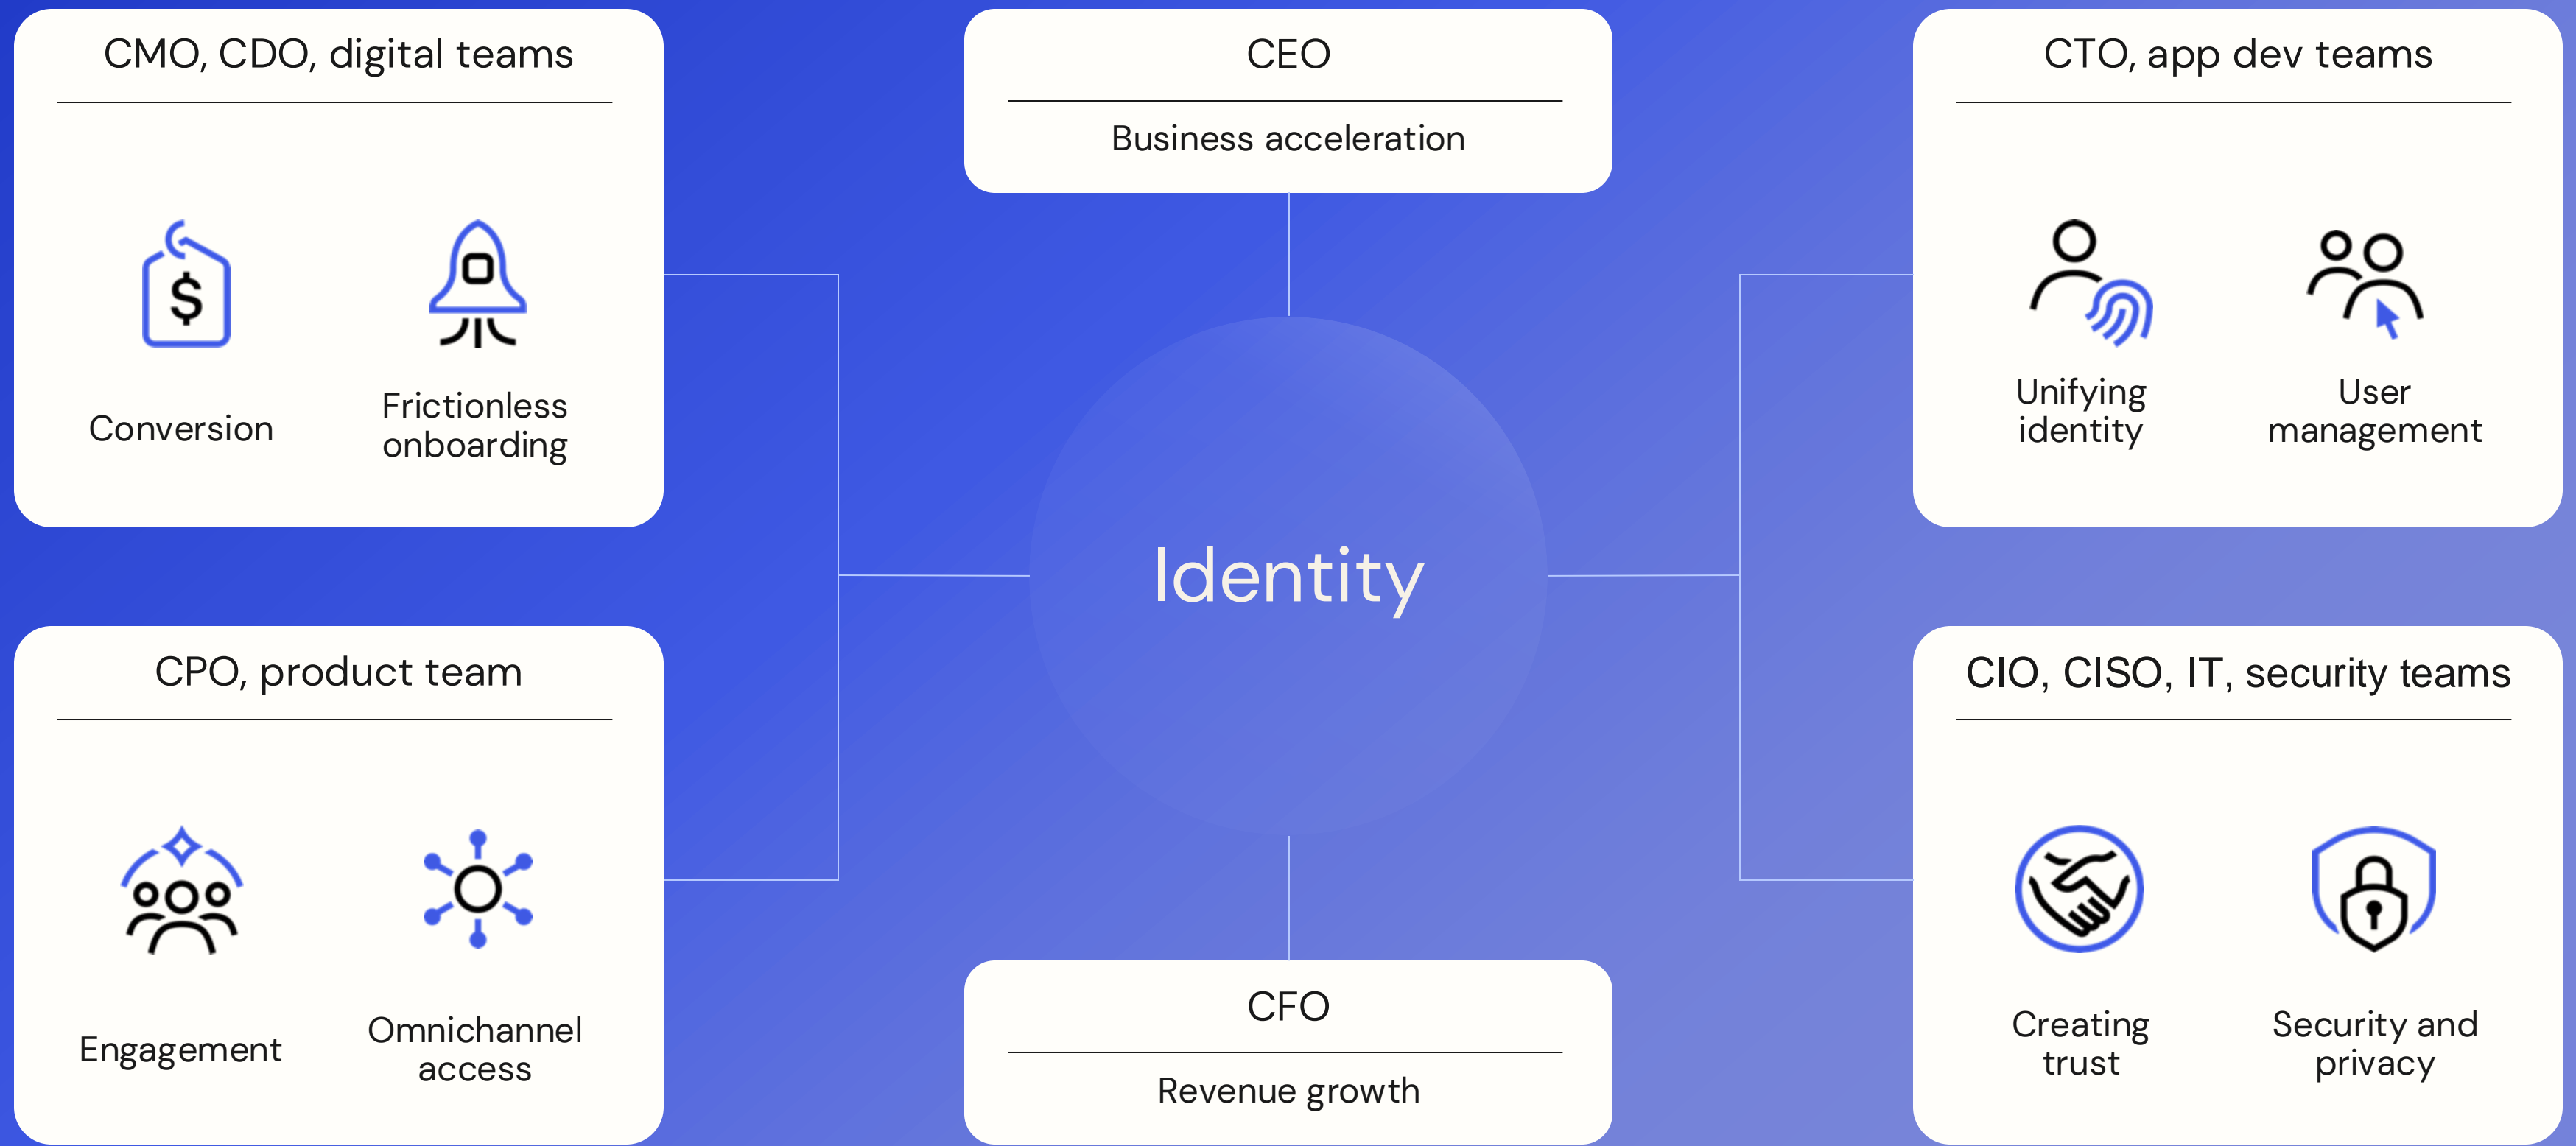 CMO, CDO, digital teams
Conversion
Frictionless
onboarding
CEO
Business acceleration
CTO, app dev teams
Unifying
identity
User
management
Identity
CPO, product team
Engagement
Omnichannel
access
CFO
Revenue growth
CIO, CISO, IT, security teams
Creating
trust
Security and
privacy
$